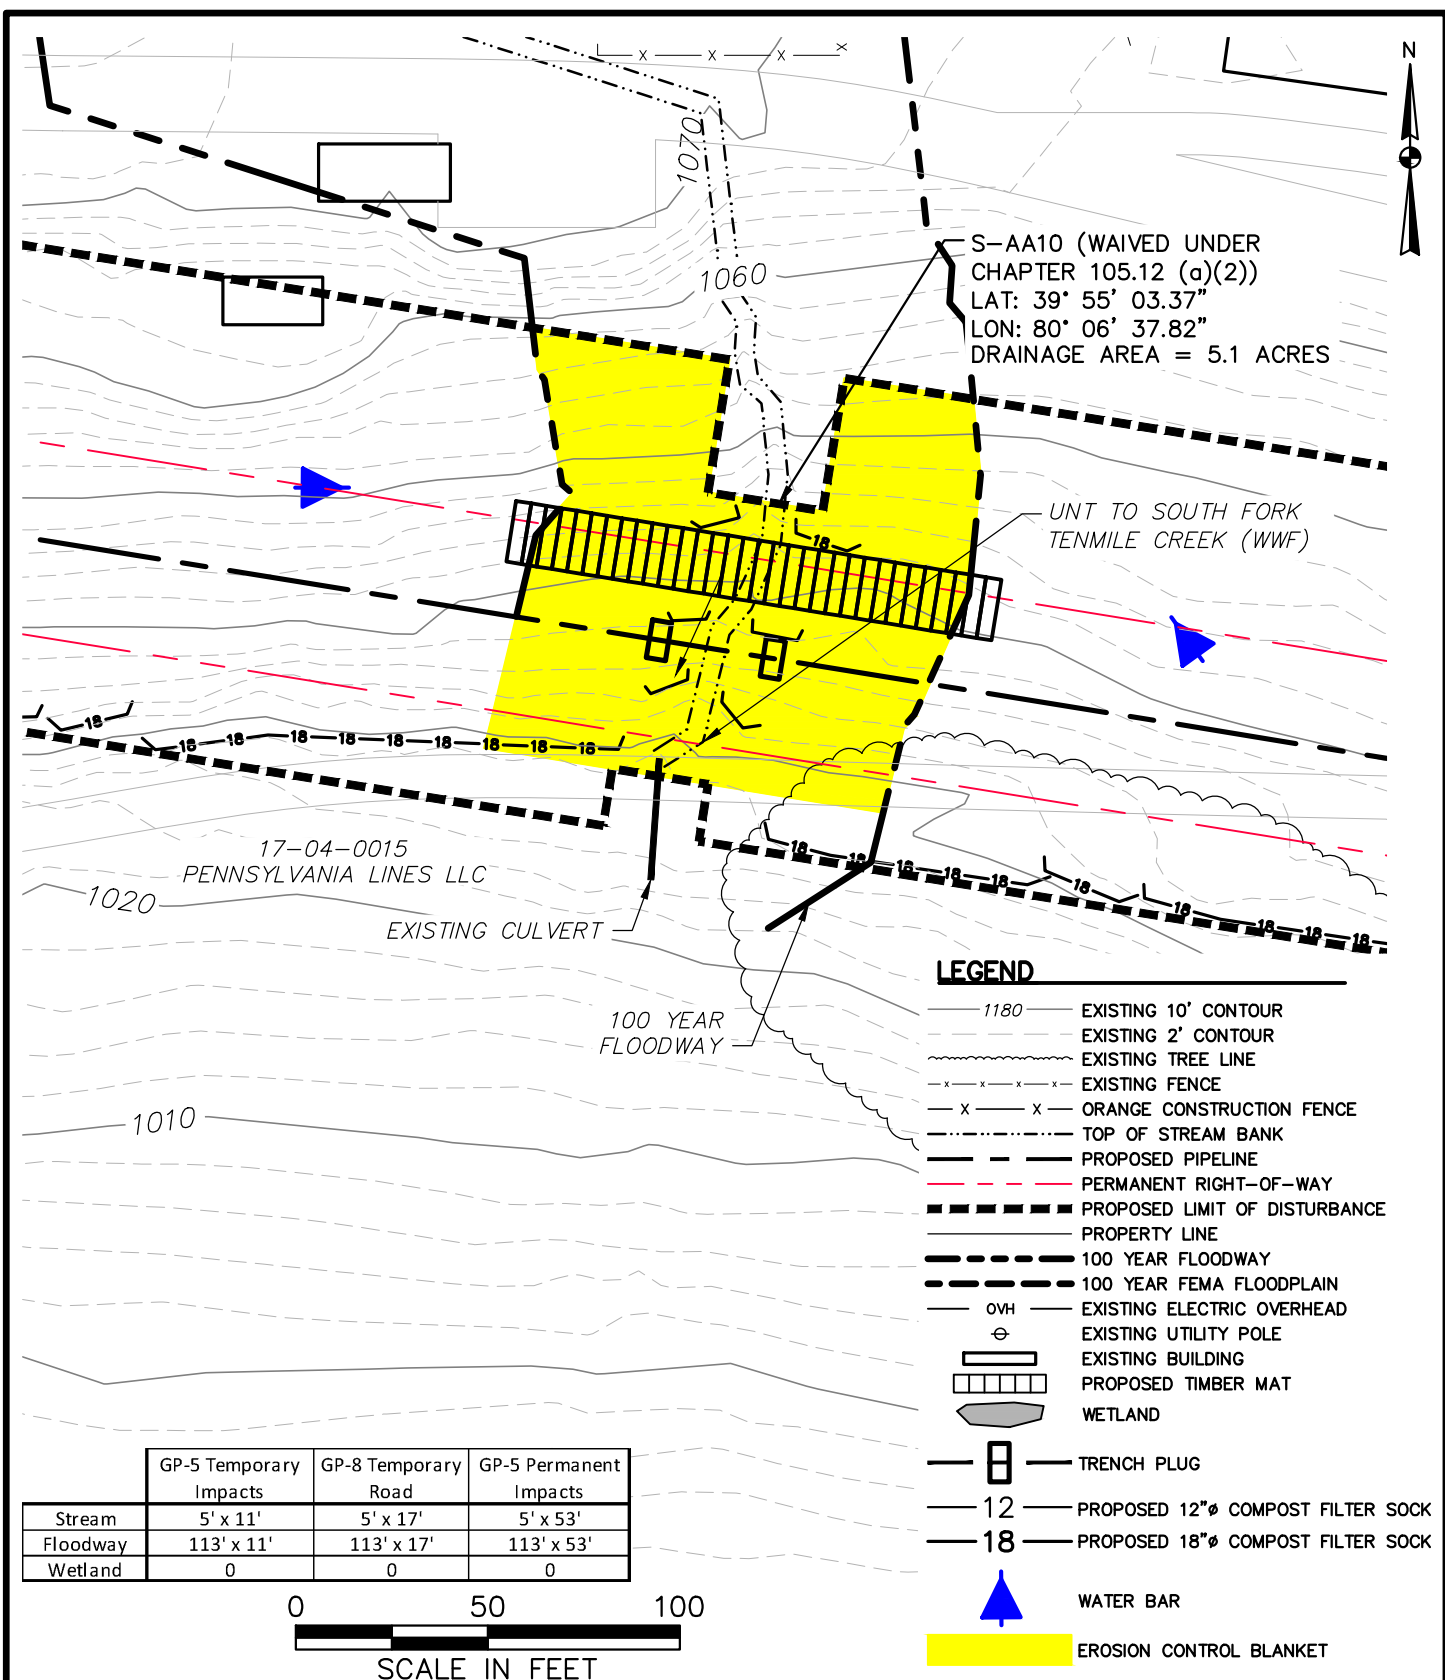 N
X X X X
1070
S-AA10 (WAIVED UNDER
CHAPTER 105.12 (a)(2))
LAT: 39° 55' 03.37"
LON: 80° 06' 37.82"
DRAINAGE AREA = 5.1 ACRES
1060
UNT TO SOUTH FORK
TENMILE CREEK (WWF)
18
18
18 18 18 18 18 18 18 18 18
17-04-0015
PENNSYLVANIA LINES LLC
18 18 18 18 18 18 18 18 18 18
1020
EXISTING CULVERT
100 YEAR
FLOODWAY
1010
LEGEND
1180 EXISTING 10' CONTOUR
EXISTING 2' CONTOUR
EXISTING TREE LINE
x x x x EXISTING FENCE
X X ORANGE CONSTRUCTION FENCE
TOP OF STREAM BANK
PROPOSED PIPELINE
PERMANENT RIGHT-OF-WAY
PROPOSED LIMIT OF DISTURBANCE
PROPERTY LINE
100 YEAR FLOODWAY
100 YEAR FEMA FLOODPLAIN
OVH EXISTING ELECTRIC OVERHEAD
EXISTING UTILITY POLE
EXISTING BUILDING
PROPOSED TIMBER MAT
WETLAND
TRENCH PLUG
12 PROPOSED 12"ø COMPOST FILTER SOCK
18 PROPOSED 18"ø COMPOST FILTER SOCK
WATER BAR
EROSION CONTROL BLANKET
GP-5 Temporary Impacts GP-8 Temporary Road GP-5 Permanent Impacts
Stream 5' x 11' 5' x 17' 5' x 53'
Floodway 113' x 11' 113' x 17' 113' x 53'
Wetland 0 0 0
0 50 100
SCALE IN FEET